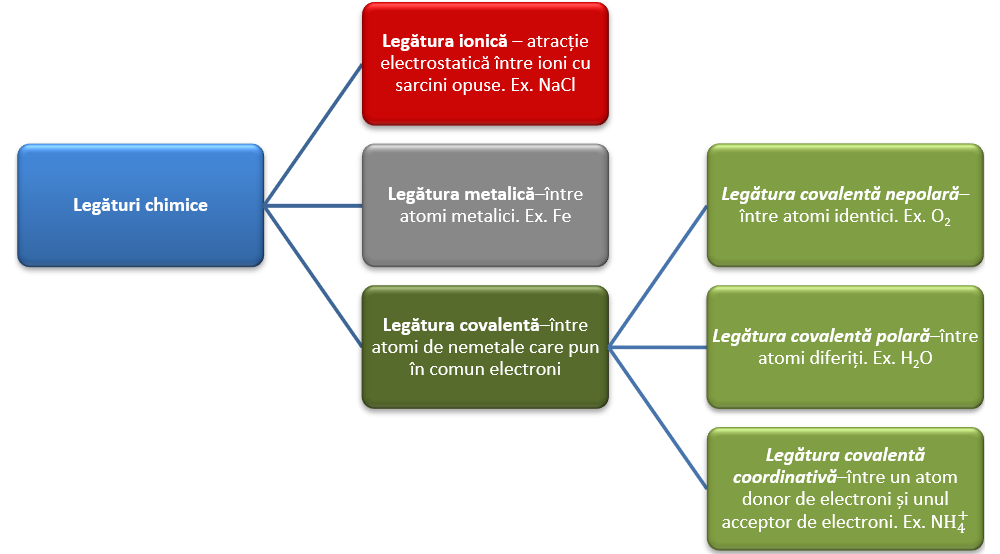 Legături chimice
Legătura ionică – atracție
electrostatică între ioni cu
sarcini opuse. Ex. NaCl
Legătura metalică–între
atomi metalici. Ex. Fe
Legătura covalentă–între
atomi de nemetale care pun
în comun electroni
Legătura covalentă nepolară–
între atomi identici. Ex. O₂
Legătura covalentă polară–între
atomi diferiți. Ex. H₂O
Legătura covalentă
coordinativă–între un atom
donor de electroni și unul
acceptor de electroni. Ex. NH₄⁺